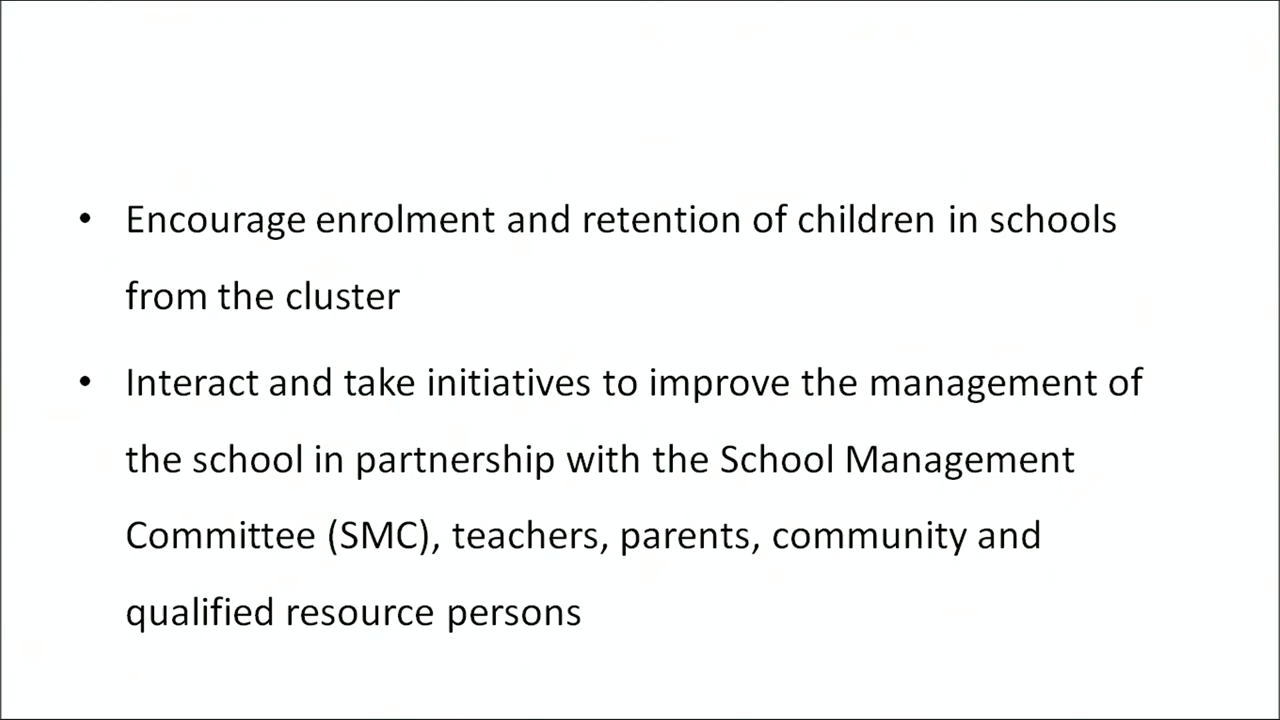 • Encourage enrolment and retention of children in schools
from the cluster
• Interact and take initiatives to improve the management of
the school in partnership with the School Management
Committee (SMC), teachers, parents, community and
qualified resource persons